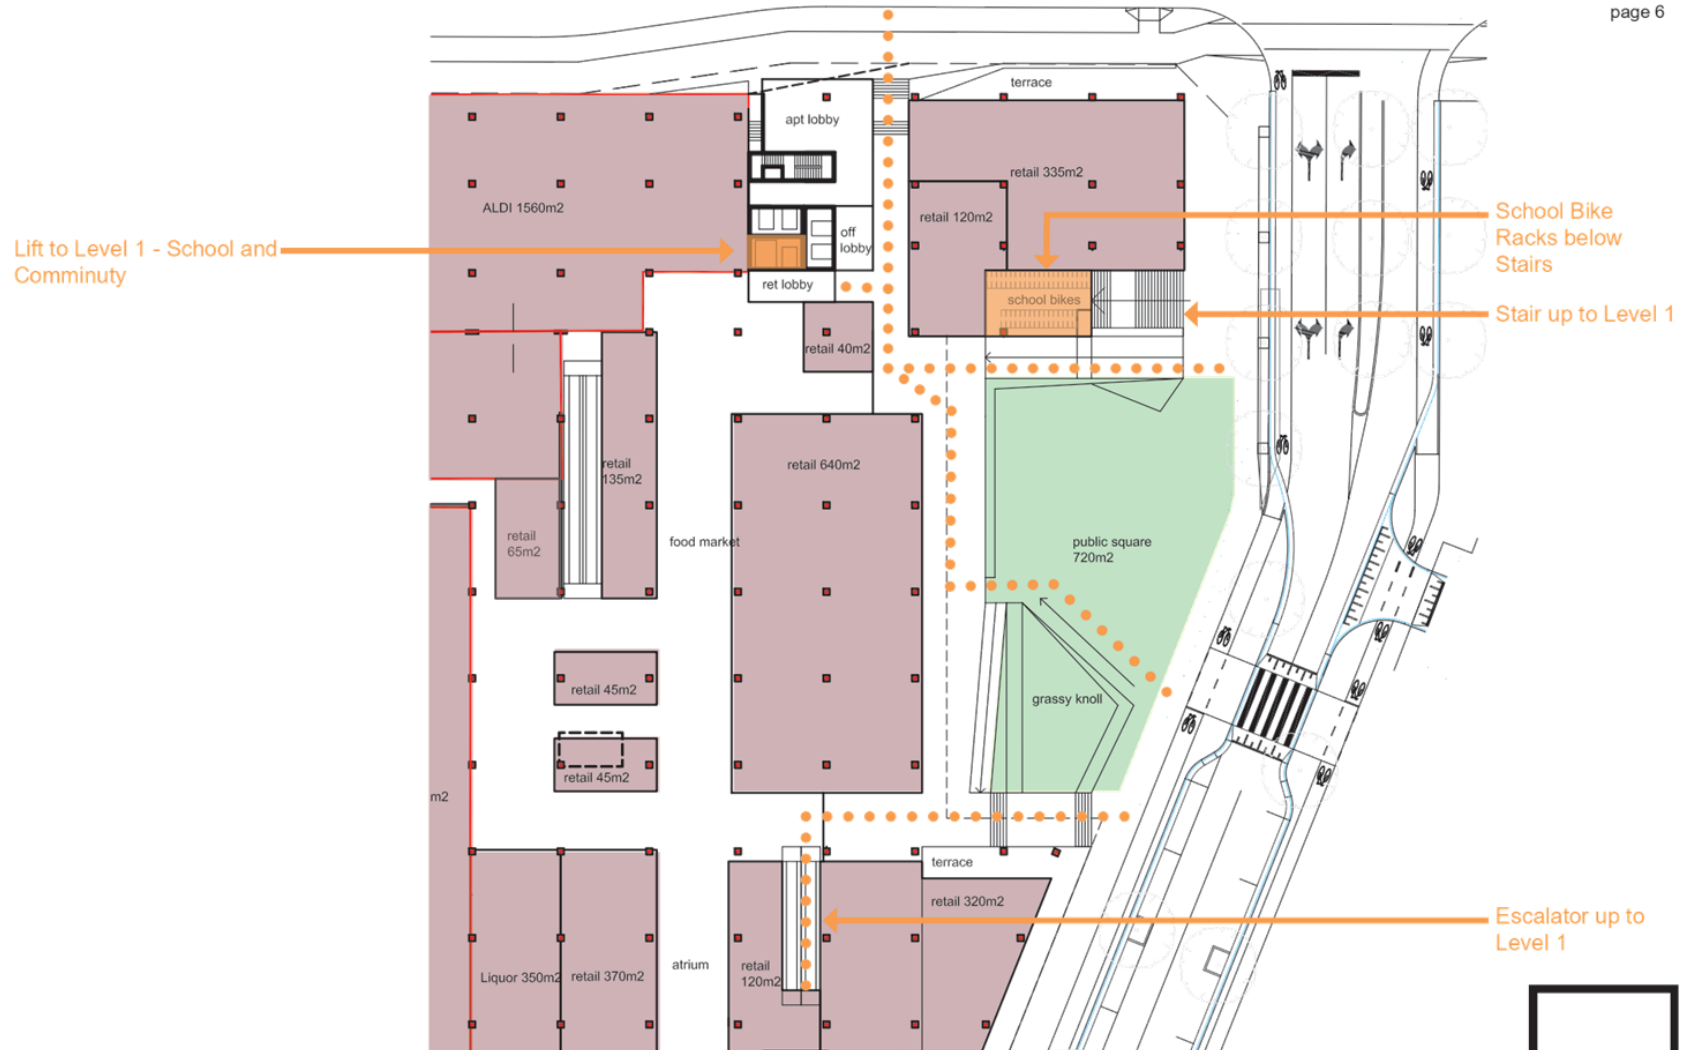 page 6
terrace
apt lobby
retail 335m2
ALDI 1560m2
retail 120m2
School Bike
Racks below
Stairs
off
lobby
Lift to Level 1 - School and
Comminuty
ret lobby
school bikes
Stair up to Level 1
retail 40m2
retail 640m2
retail
135m2
food market
retail
65m2
public square
720m2
retail 45m2
grassy knoll
retail 45m2
m2
terrace
retail 320m2
Escalator up to
Level 1
atrium
retail
120m2
Liquor 350m2
retail 370m2